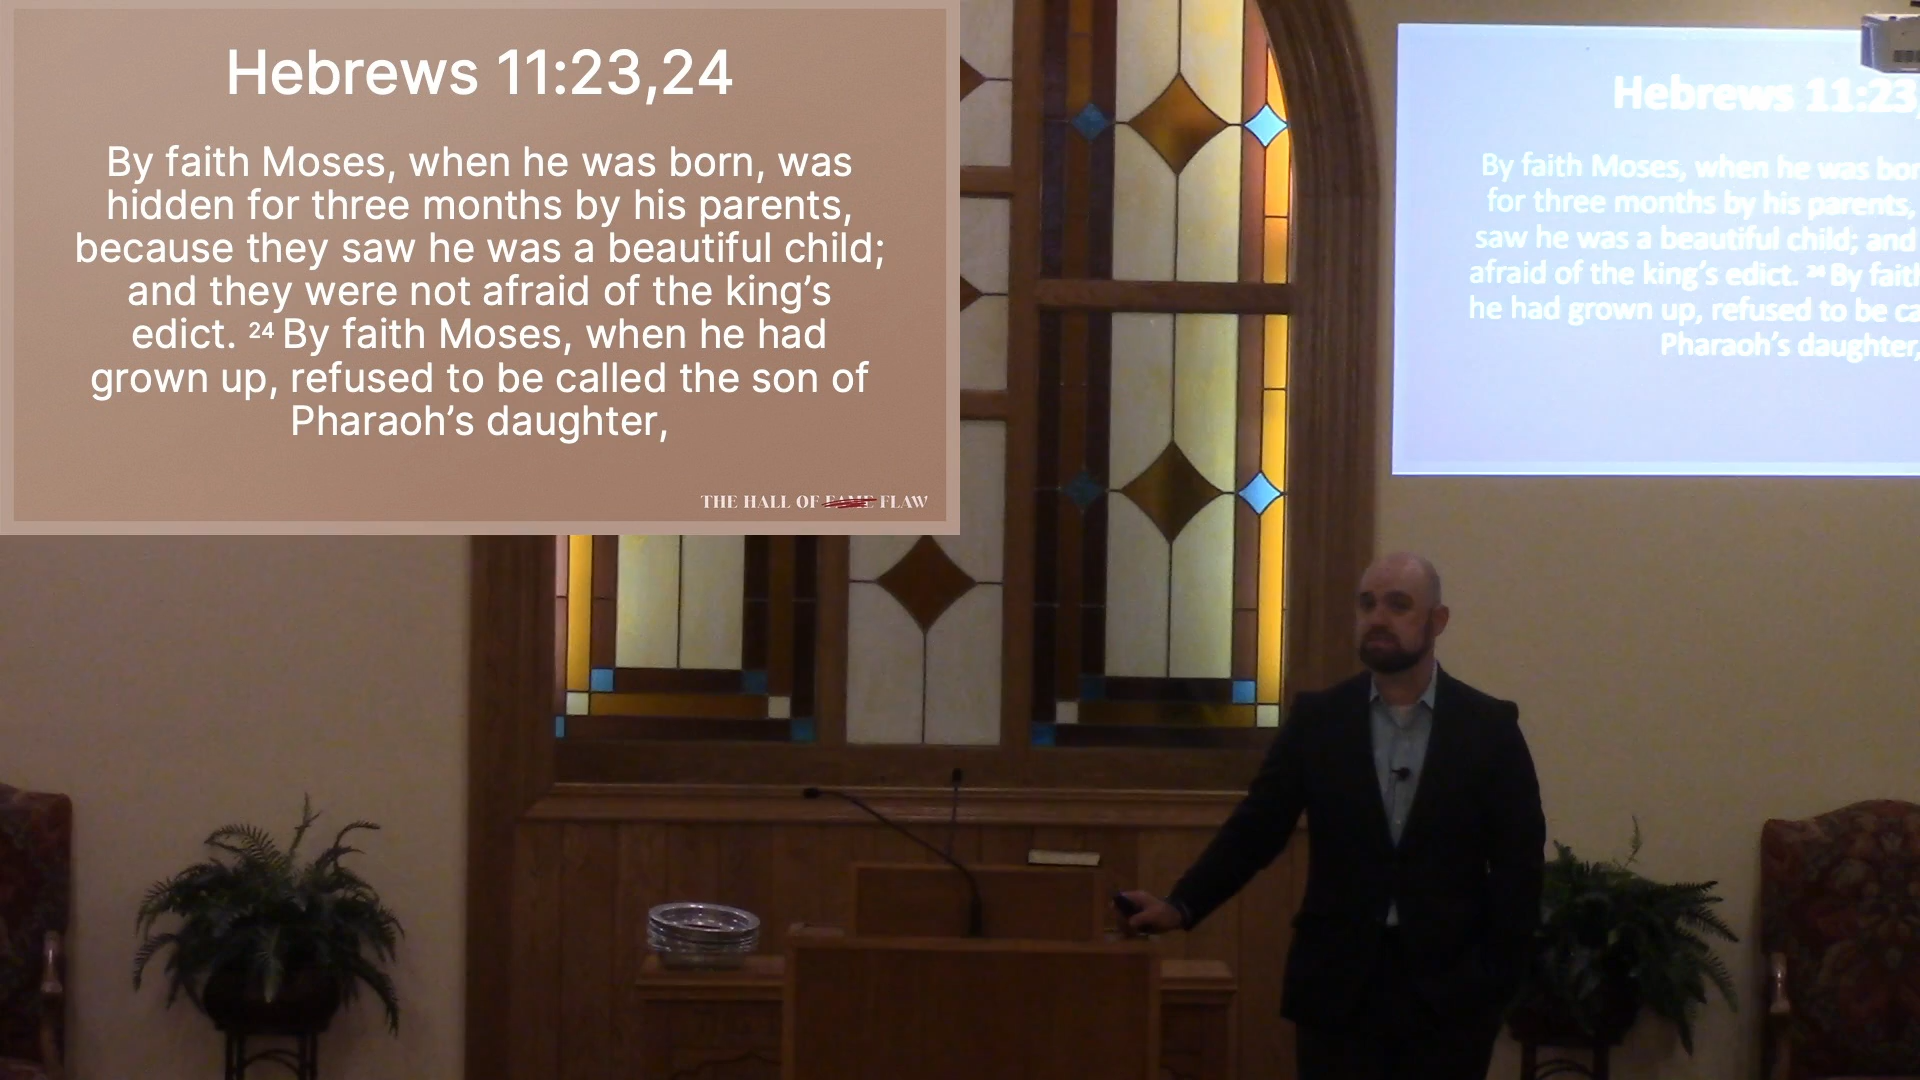 Hebrews 11:23,24
By faith Moses, when he was born, was
hidden for three months by his parents,
because they saw he was a beautiful child;
and they were not afraid of the king’s
edict. 24 By faith Moses, when he had
grown up, refused to be called the son of
Pharaoh’s daughter,
THE HALL OF FAME FLAW
Hebrews 11:23,
By faith Moses, when he was bor
for three months by his parents,
saw he was a beautiful child; and
afraid of the king’s edict. 24 By faith
he had grown up, refused to be ca
Pharaoh’s daughter,